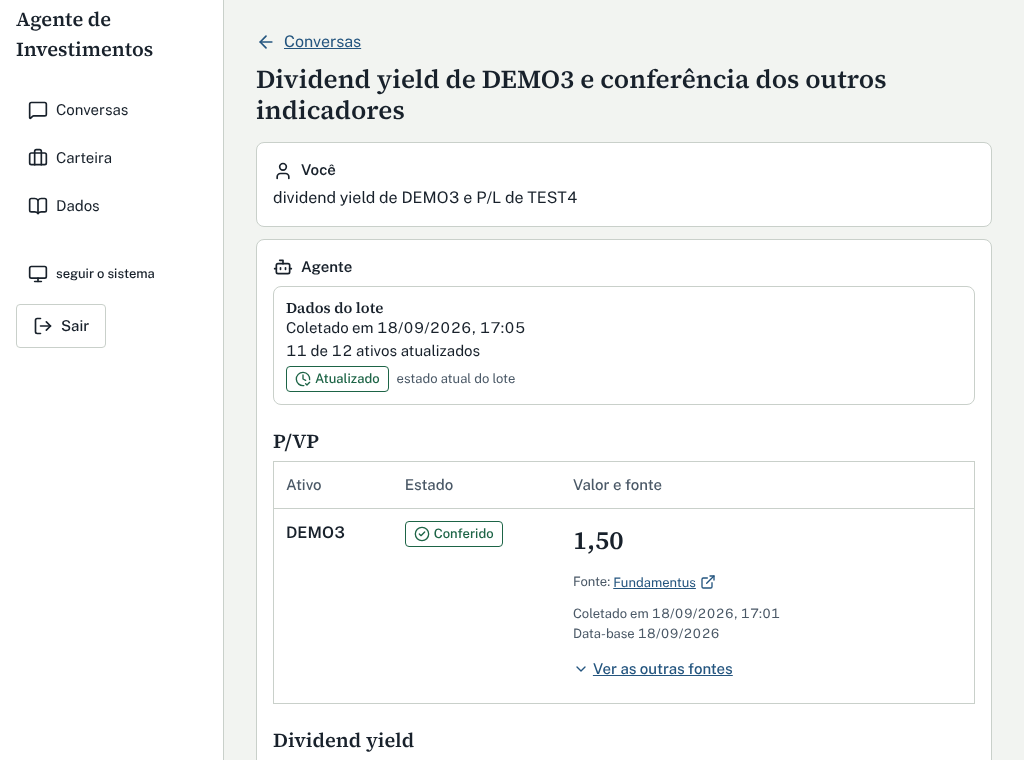 Agente de
Investimentos
Conversas
Carteira
Dados
seguir o sistema
Sair
Conversas
Dividend yield de DEMO3 e conferência dos outros
indicadores
Você
dividend yield de DEMO3 e P/L de TEST4
Agente
Dados do lote
Coletado em 18/09/2026, 17:05
11 de 12 ativos atualizados
Atualizado estado atual do lote
P/VP
Ativo Estado Valor e fonte
DEMO3 Conferido 1,50
Fonte: Fundamentus
Coletado em 18/09/2026, 17:01
Data-base 18/09/2026
Ver as outras fontes
Dividend yield